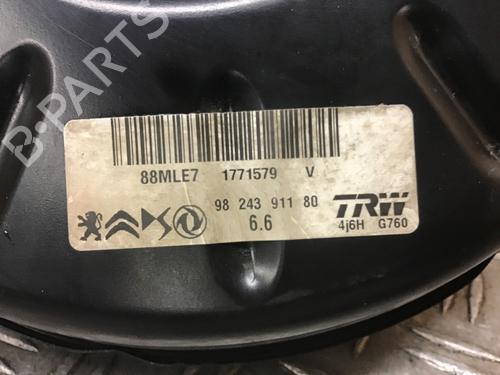 B-PARTS
88MLE7 1771579 V
98 243 911 80
6.6
TRW
4j6H G760